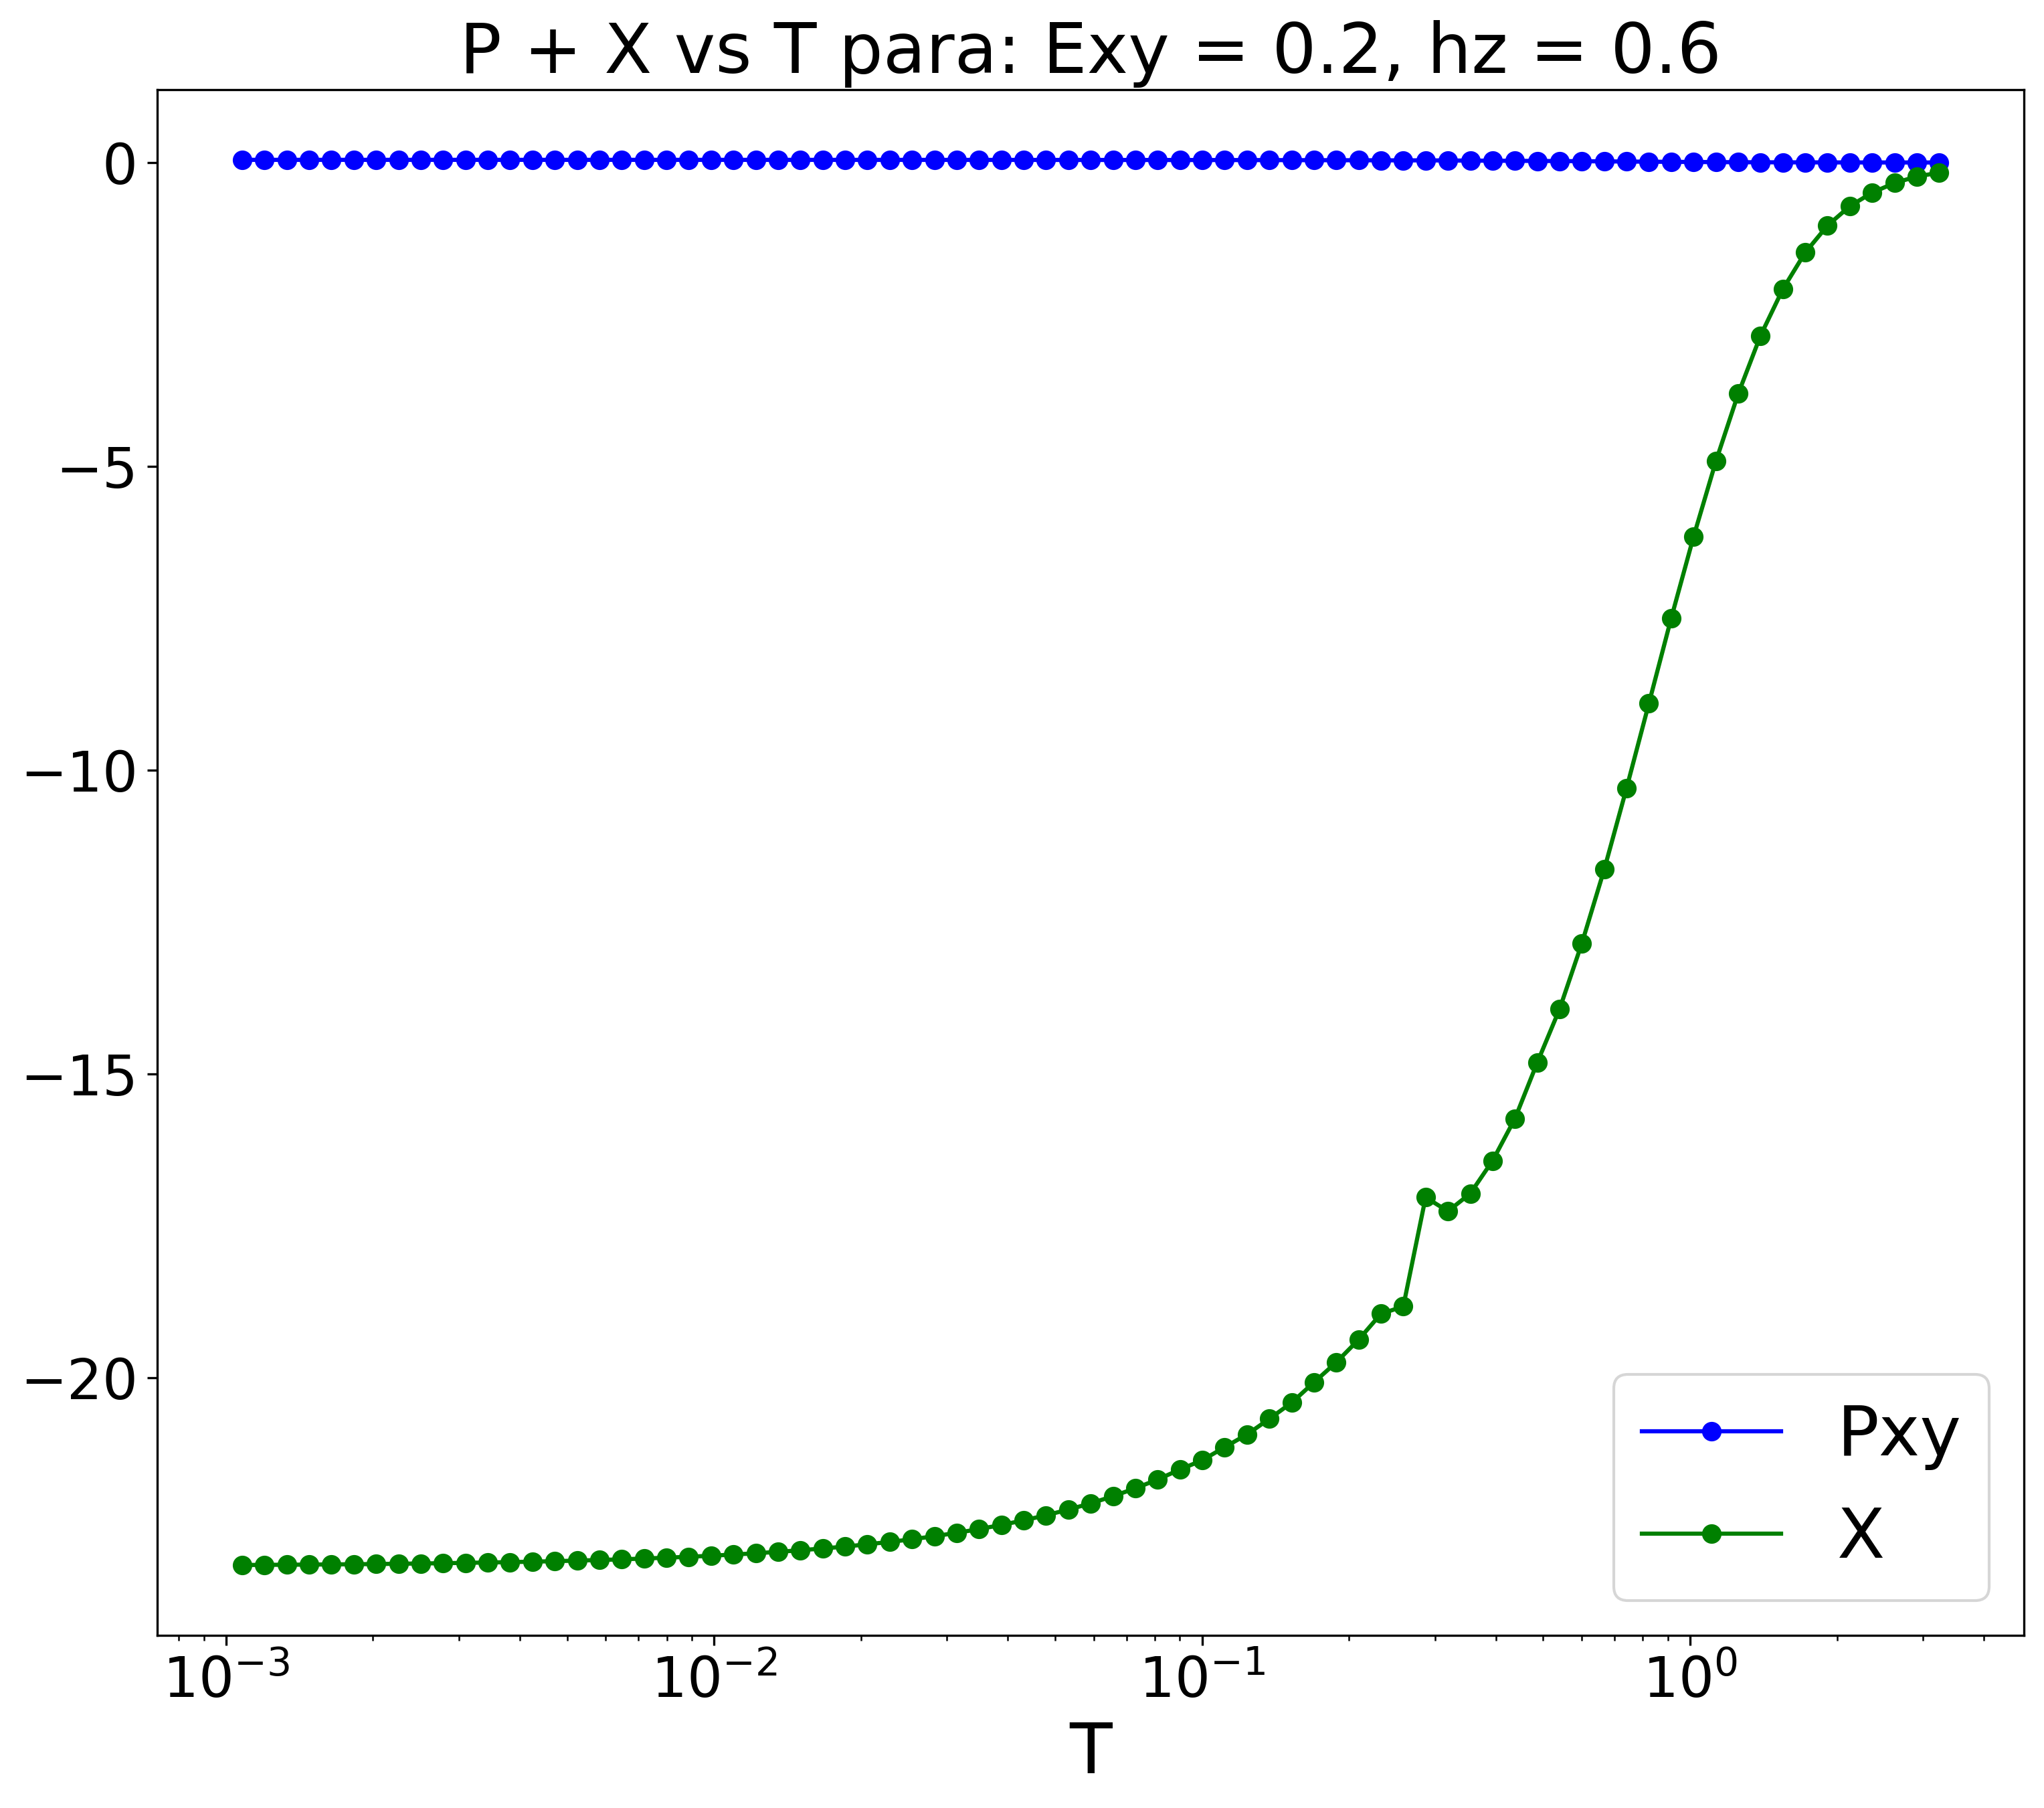 P + X vs T para: Exy = 0.2, hz = 0.6
0
−5
−10
−15
−20
Pxy
X
10⁻³ 10⁻² 10⁻¹ 10⁰
T